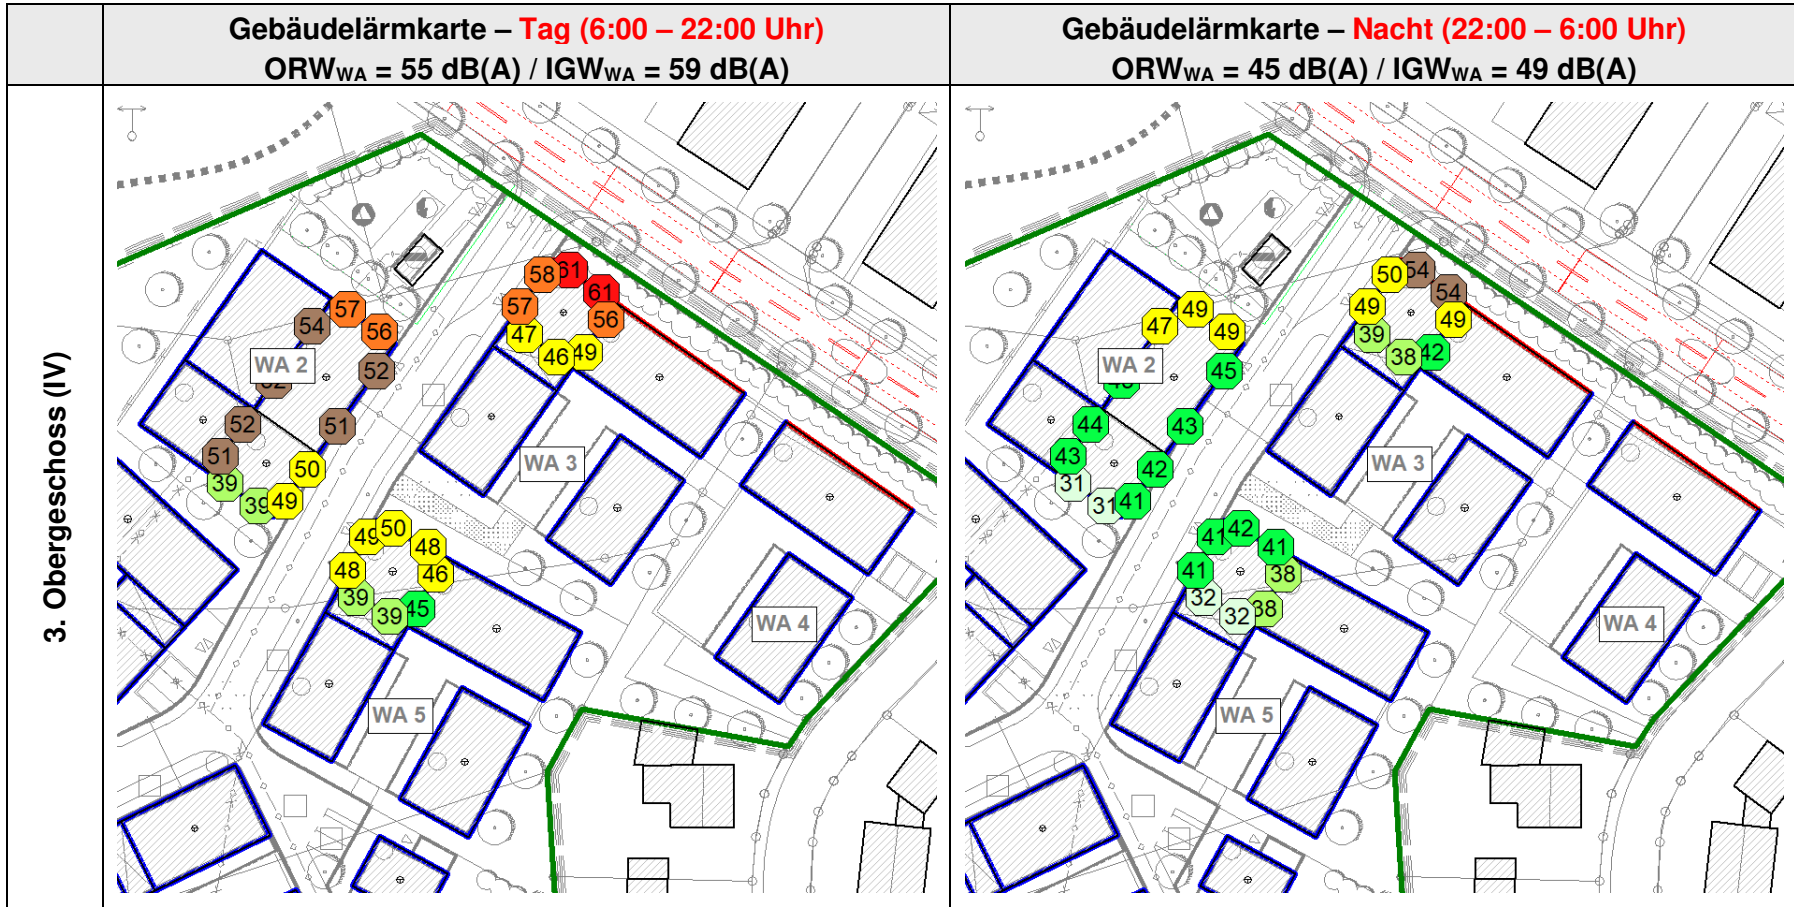 Gebäudelärmkarte – Tag (6:00 – 22:00 Uhr)
ORWWA = 55 dB(A) / IGWWA = 59 dB(A)
Gebäudelärmkarte – Nacht (22:00 – 6:00 Uhr)
ORWWA = 45 dB(A) / IGWWA = 49 dB(A)
3. Obergeschoss (IV)
58 61
61
57 57 56
54 56 47 46 49
WA 2 52
52 51
51 50
39 39 49
WA 3
49 50 48
48 46
39 39 45
WA 4
WA 5
50 54
54
49 49 49
47 49 39 38 42
WA 2 45
44 43
43 42
31 31 41
WA 3
41 42 41
41 38
32 32 38
WA 4
WA 5